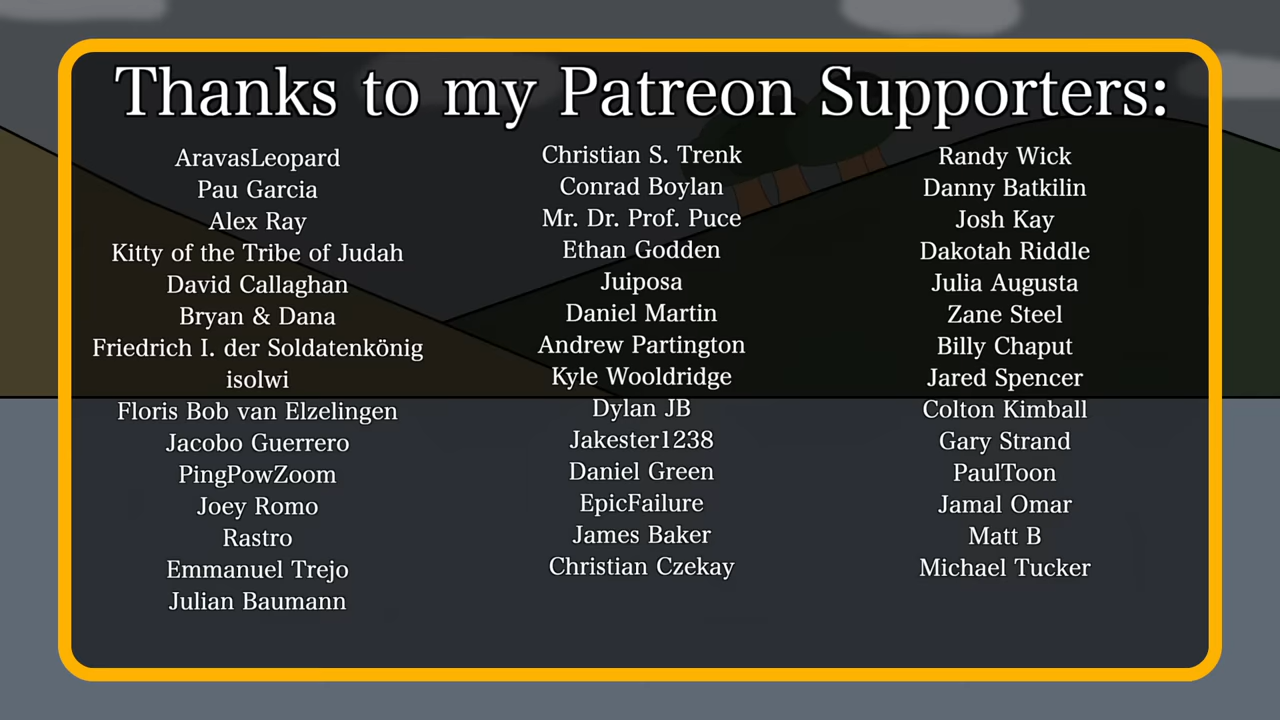 Thanks to my Patreon Supporters:
AravasLeopard
Pau Garcia
Alex Ray
Kitty of the Tribe of Judah
David Callaghan
Bryan & Dana
Friedrich I. der Soldatenkönig
isolwi
Floris Bob van Elzelingen
Jacobo Guerrero
PingPowZoom
Joey Romo
Rastro
Emmanuel Trejo
Julian Baumann
Christian S. Trenk
Conrad Boylan
Mr. Dr. Prof. Puce
Ethan Godden
Juiposa
Daniel Martin
Andrew Partington
Kyle Wooldridge
Dylan JB
Jakester1238
Daniel Green
EpicFailure
James Baker
Christian Czekay
Randy Wick
Danny Batkilin
Josh Kay
Dakotah Riddle
Julia Augusta
Zane Steel
Billy Chaput
Jared Spencer
Colton Kimball
Gary Strand
PaulToon
Jamal Omar
Matt B
Michael Tucker